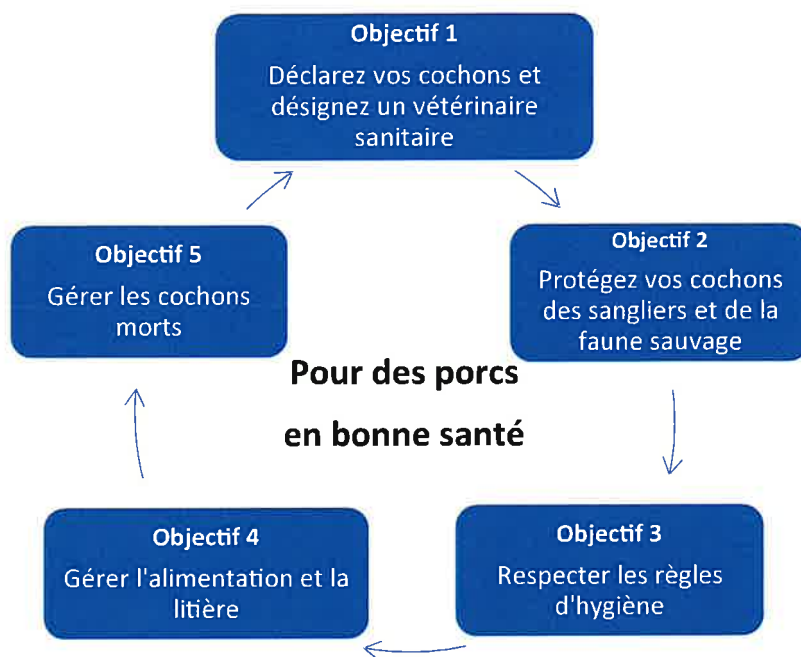 Objectif 1
Déclarez vos cochons et
désignez un vétérinaire
sanitaire
Objectif 2
Protégez vos cochons
des sangliers et de la
faune sauvage
Objectif 3
Respecter les règles
d'hygiène
Objectif 4
Gérer l'alimentation et la
litière
Objectif 5
Gérer les cochons
morts
Pour des porcs
en bonne santé